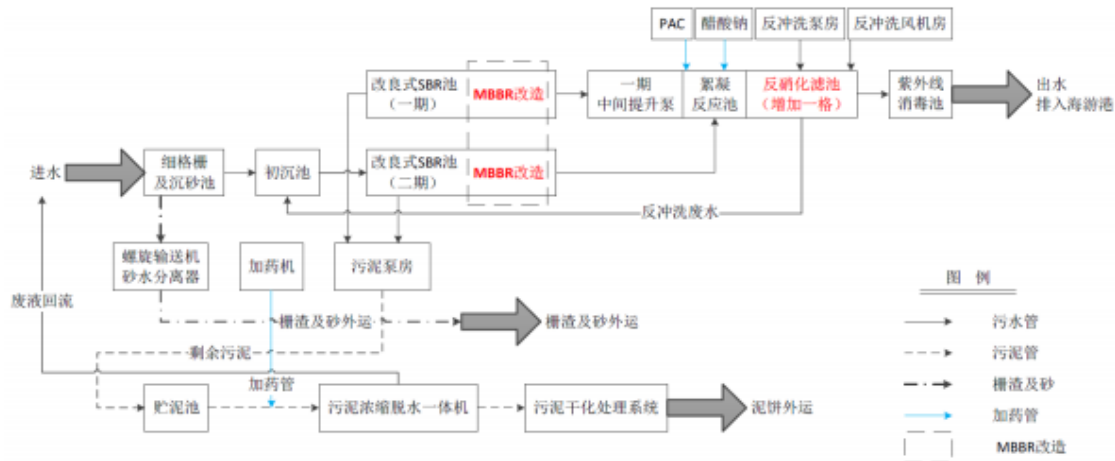 PAC
醋酸钠
反冲洗泵房
反冲洗风机房
改良式SBR池
（一期）
MBBR改造
一期
中间提升泵
絮凝
反应池
反硝化滤池
（增加一格）
紫外线
消毒池
出水
排入海游港
进水
细格栅
及沉砂池
初沉池
改良式SBR池
（二期）
MBBR改造
反冲洗废水
螺旋输送机
砂水分离器
加药机
污泥泵房
图 例
废液回流
栅渣及砂外运
栅渣及砂外运
污水管
剩余污泥
污泥管
加药管
栅渣及砂
贮泥池
污泥浓缩脱水一体机
污泥干化处理系统
泥饼外运
加药管
MBBR改造